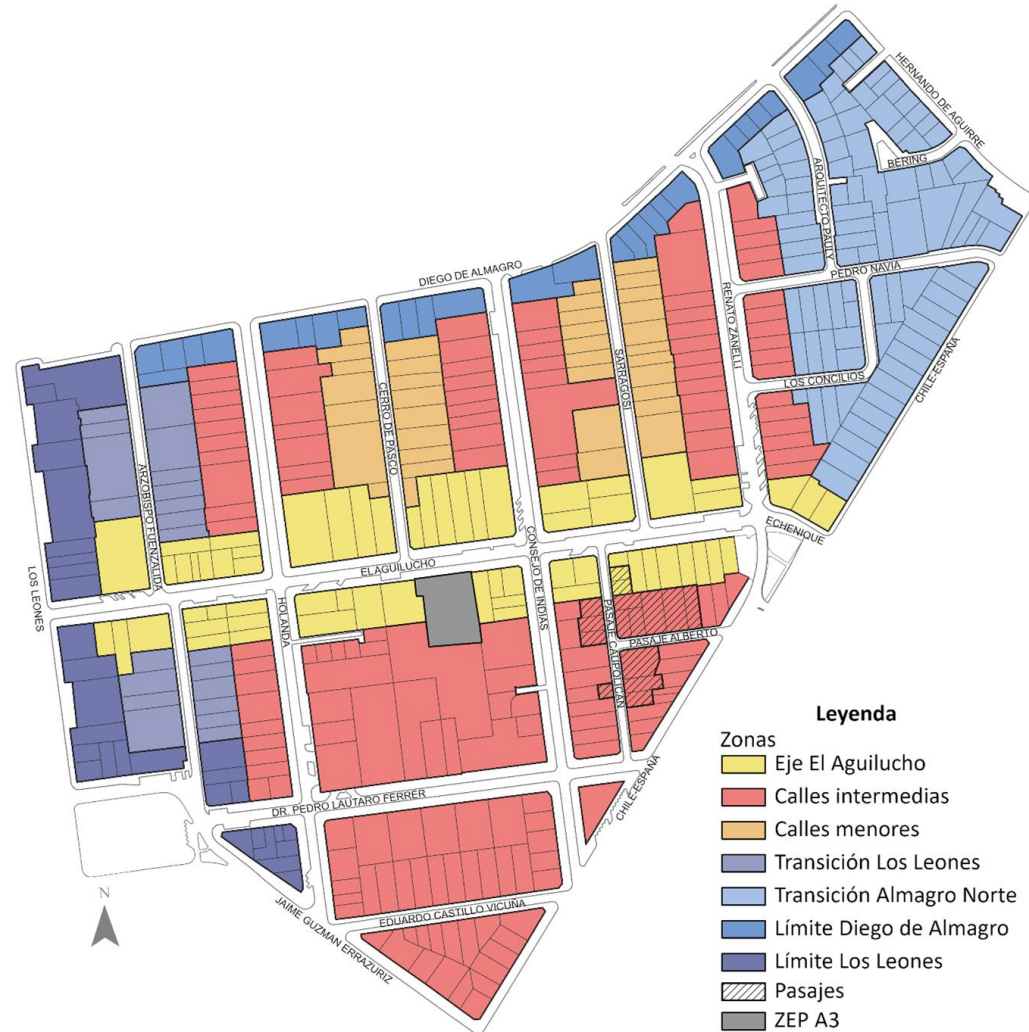 HERNANDO DE AGUIRRE
BERING
ARQUITECTO PAULY
PEDRO NAVIA
DIEGO DE ALMAGRO
RENATO ZANELLI
CHILE-ESPAÑA
SARRAGOSI
LOS CONCILIOS
CERRO DE PASCO
ARZOBISPO FUENZALIDA
ECHENIQUE
EL AGUILUCHO
CONSEJO DE INDIAS
LOS LEONES
HOLANDA
PASAJE CAUPOLICAN
PASAJE ALBERTO
CHILE-ESPAÑA
DR. PEDRO LAUTARO FERRER
JAIME GUZMAN ERRAZURIZ
EDUARDO CASTILLO VICUÑA
N
Leyenda
Zonas
Eje El Aguilucho
Calles intermedias
Calles menores
Transición Los Leones
Transición Almagro Norte
Límite Diego de Almagro
Límite Los Leones
Pasajes
ZEP A3